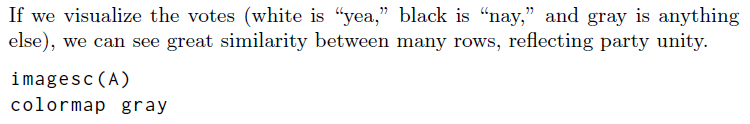 If we visualize the votes (white is “yea,” black is “nay,” and gray is anything
else), we can see great similarity between many rows, reflecting party unity.
imagesc(A)
colormap gray